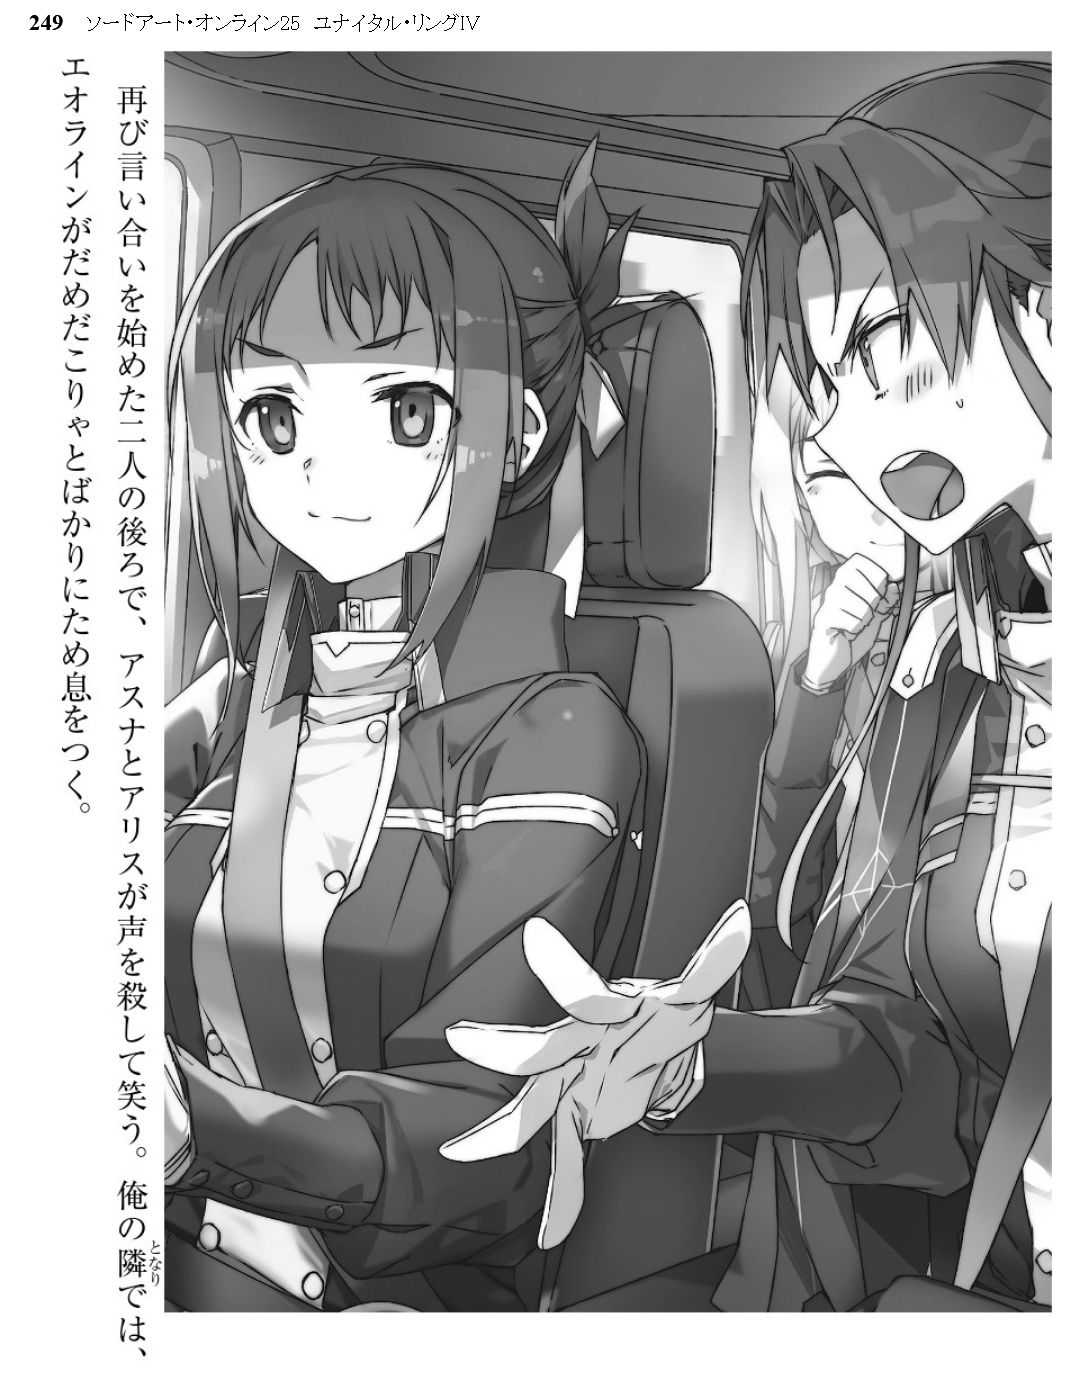 249 ソードアート・オンライン25 ユナイタル・リングⅣ
再び言い合いを始めた二人の後ろで、アスナとアリスが声を殺して笑う。俺の隣では、
となり
エオラインがだめだこりゃとばかりにため息をつく。